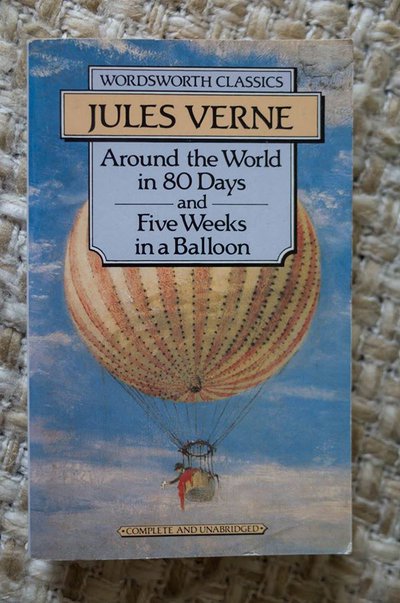 WORDSWORTH CLASSICS
JULES VERNE
Around the World
in 80 Days
and
Five Weeks
in a Balloon
COMPLETE AND UNABRIDGED